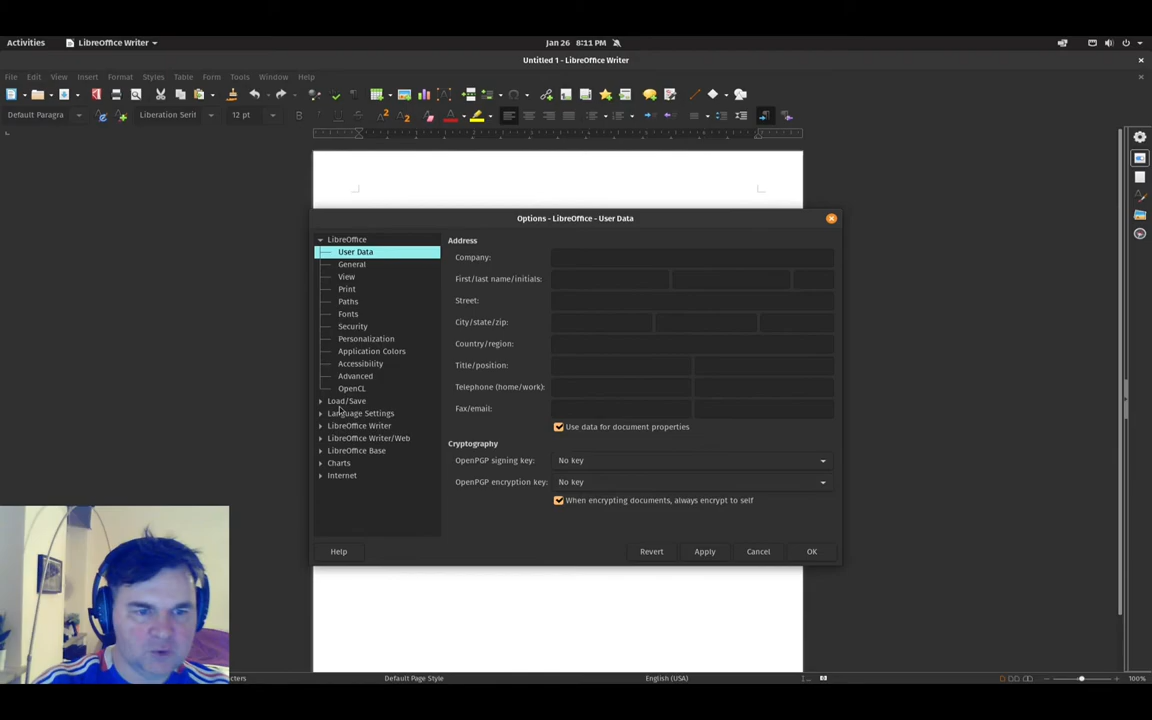 Activities LibreOffice Writer Jan 26 8:11 PM
Untitled 1 - LibreOffice Writer
File Edit View Insert Format Styles Table Form Tools Window Help
Default Paragra Liberation Serif 12 pt
Options - LibreOffice - User Data
LibreOffice
User Data
General
View
Print
Paths
Fonts
Security
Personalization
Application Colors
Accessibility
Advanced
OpenCL
Load/Save
Language Settings
LibreOffice Writer
LibreOffice Writer/Web
LibreOffice Base
Charts
Internet
Address
Company:
First/last name/initials:
Street:
City/state/zip:
Country/region:
Title/position:
Telephone (home/work):
Fax/email:
Use data for document properties
Cryptography
OpenPGP signing key: No key
OpenPGP encryption key: No key
When encrypting documents, always encrypt to self
Help Revert Apply Cancel OK
cters Default Page Style English (USA) 100%